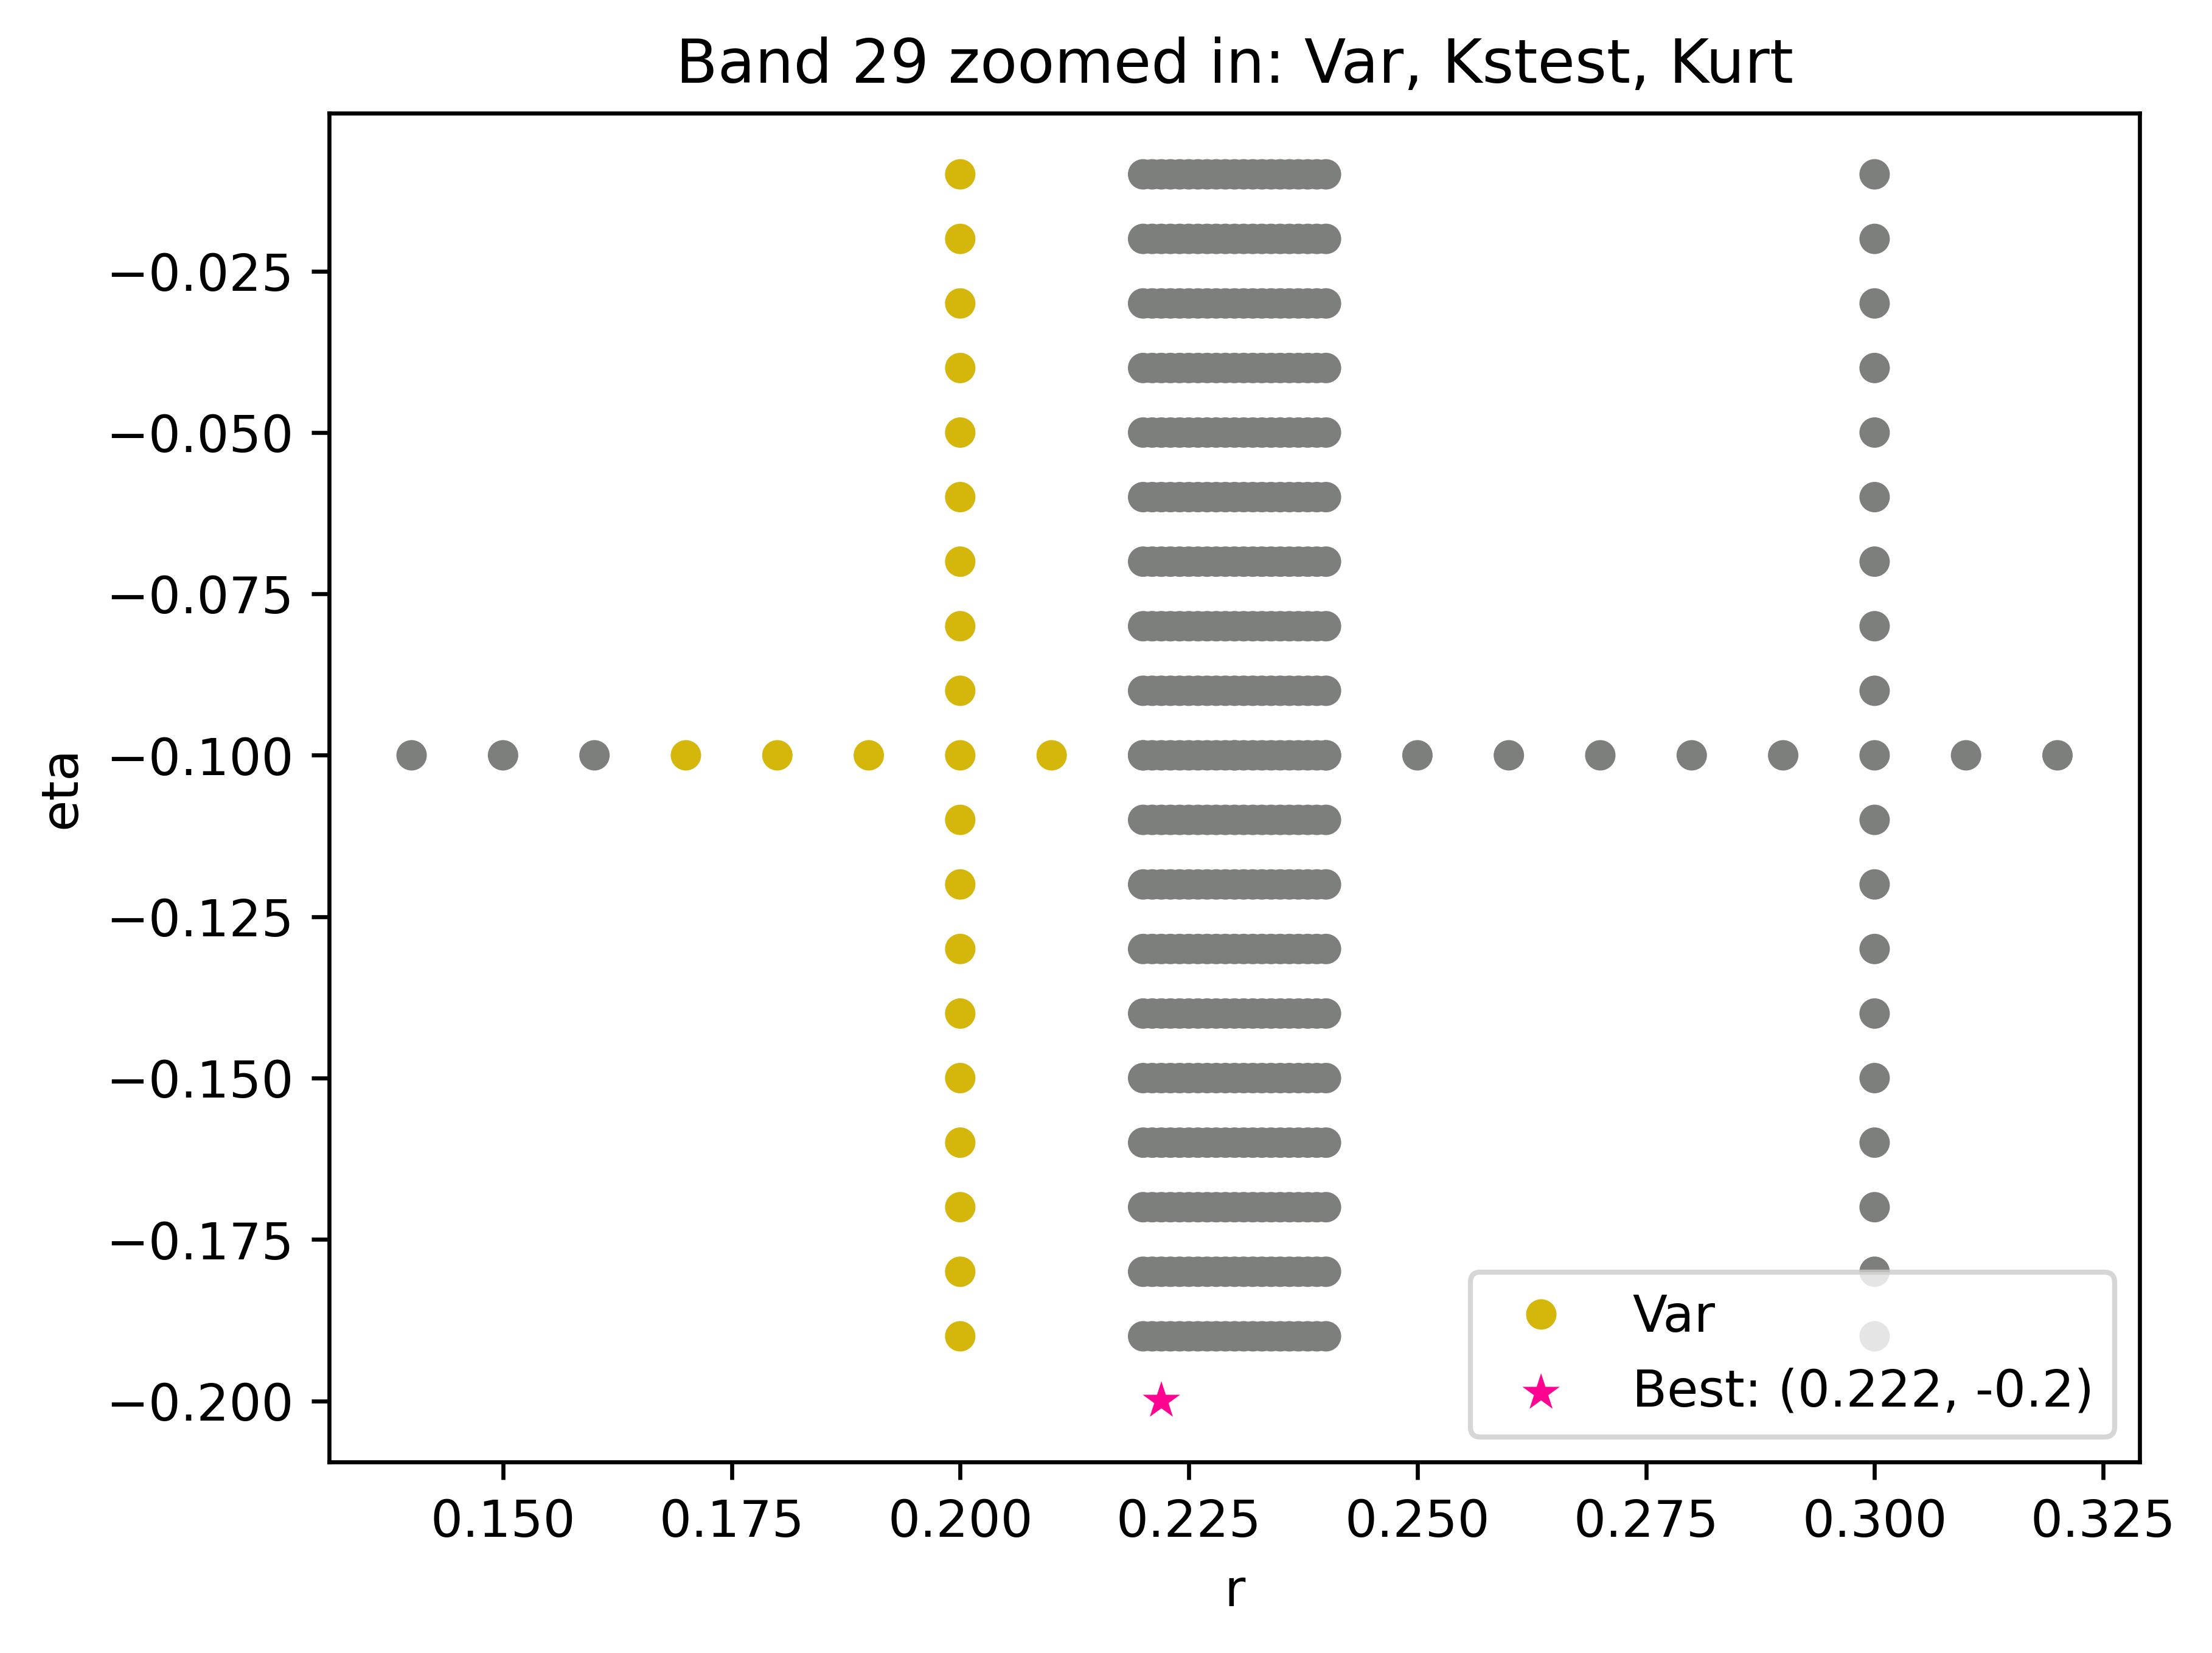 Band 29 zoomed in: Var, Kstest, Kurt
−0.025
−0.050
−0.075
−0.100
−0.125
−0.150
−0.175
−0.200
eta
Var
Best: (0.222, -0.2)
0.150 0.175 0.200 0.225 0.250 0.275 0.300 0.325
r